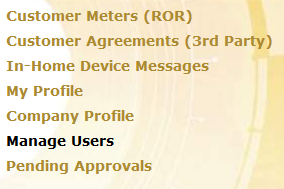 Customer Meters (ROR)
Customer Agreements (3rd Party)
In-Home Device Messages
My Profile
Company Profile
Manage Users
Pending Approvals